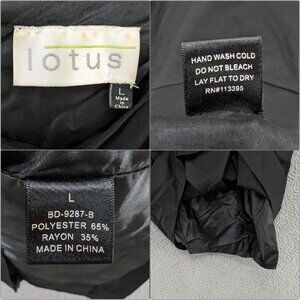 lotus
L
Made
in
China
HAND WASH COLD
DO NOT BLEACH
LAY FLAT TO DRY
RN#113395
L
BD-9287-B
POLYESTER 65%
RAYON 35%
MADE IN CHINA